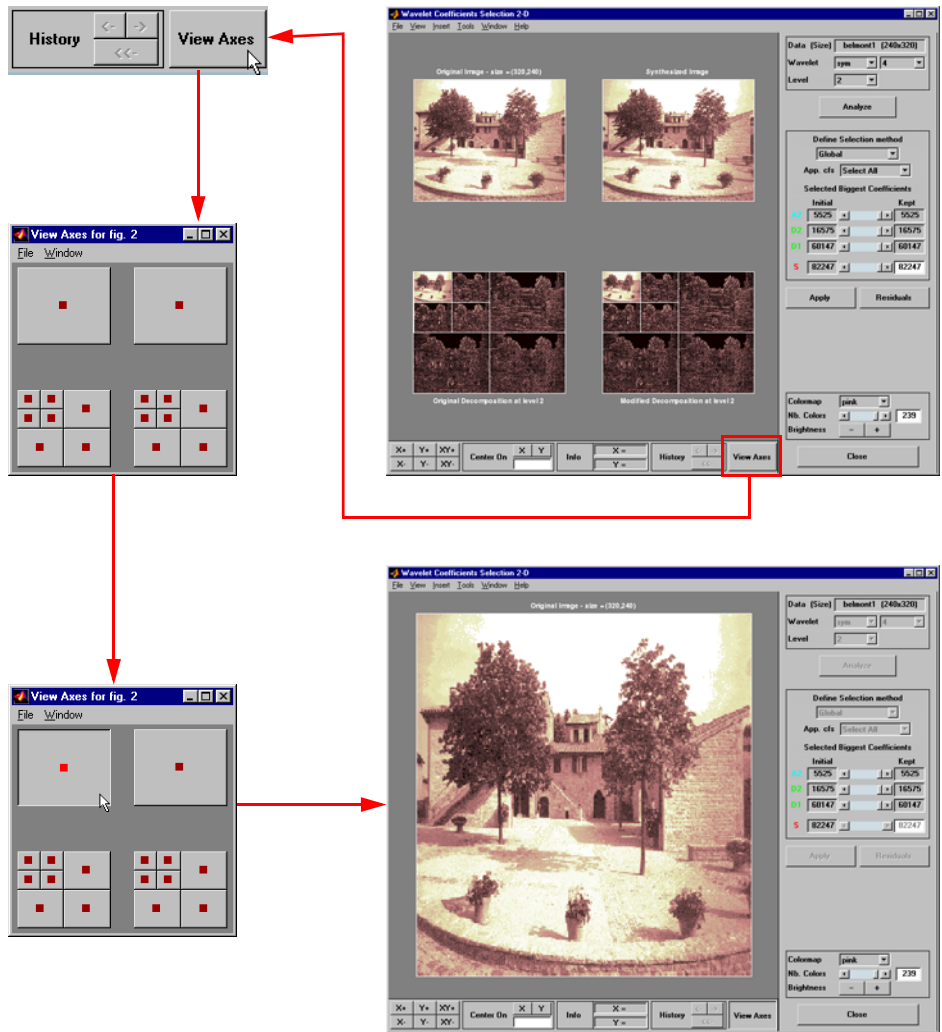 History
<-
->
<<-
View Axes
View Axes for fig. 2
File Window
Wavelet Coefficients Selection 2-D
File View Insert Tools Window Help
Original Image - size = (320,240)
Synthesized Image
Original Decomposition at level 2
Modified Decomposition at level 2
Data (Size) belmont1 (240x320)
Wavelet sym 4
Level 2
Analyze
Define Selection method
Global
App. cfs Select All
Selected Biggest Coefficients
Initial Kept
A2 5525 5525
D2 16575 16575
D1 60147 60147
S 82247 82247
Apply Residuals
Colormap pink
Nb. Colors 239
Brightness - +
Close
X+ Y+ XY+
X- Y- XY-
Center On X Y
Info X =
Y =
History <- ->
<<-
View Axes
View Axes for fig. 2
File Window
Wavelet Coefficients Selection 2-D
File View Insert Tools Window Help
Original Image - size = (320,240)
Data (Size) belmont1 (240x320)
Wavelet sym 4
Level 2
Analyze
Define Selection method
Global
App. cfs Select All
Selected Biggest Coefficients
Initial Kept
A2 5525 5525
D2 16575 16575
D1 60147 60147
S 82247 82247
Apply Residuals
Colormap pink
Nb. Colors 239
Brightness - +
Close
X+ Y+ XY+
X- Y- XY-
Center On X Y
Info X =
Y =
History <- ->
<<-
View Axes